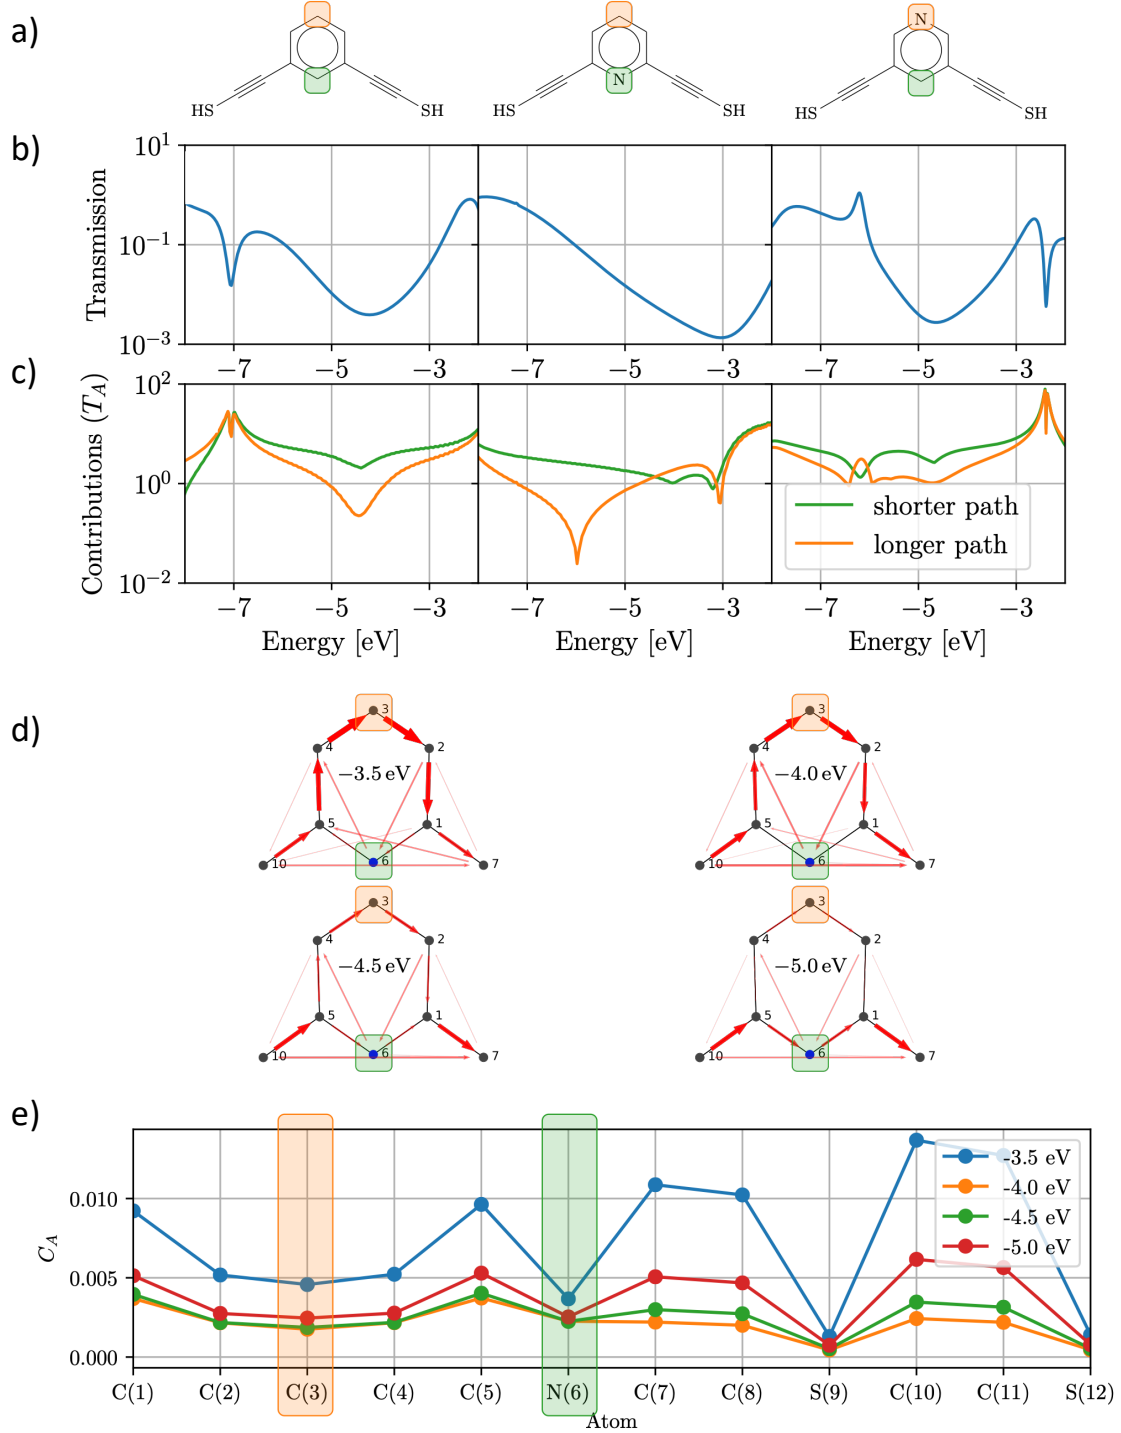 a)
HS SH HS N SH N HS SH
b)
Transmission
10¹
10⁻¹
10⁻³
−7 −5 −3 −7 −5 −3 −7 −5 −3
c)
Contributions (T_A)
10²
10⁰
10⁻²
shorter path
longer path
−7 −5 −3 −7 −5 −3 −7 −5 −3
Energy [eV] Energy [eV] Energy [eV]
d)
3 4 2 −3.5 eV 5 1 10 6 7
3 4 2 −4.0 eV 5 1 10 6 7
3 4 2 −4.5 eV 5 1 10 6 7
3 4 2 −5.0 eV 5 1 10 6 7
e)
C_A
0.010
0.005
0.000
-3.5 eV
-4.0 eV
-4.5 eV
-5.0 eV
C(1) C(2) C(3) C(4) C(5) N(6) C(7) C(8) S(9) C(10) C(11) S(12)
Atom